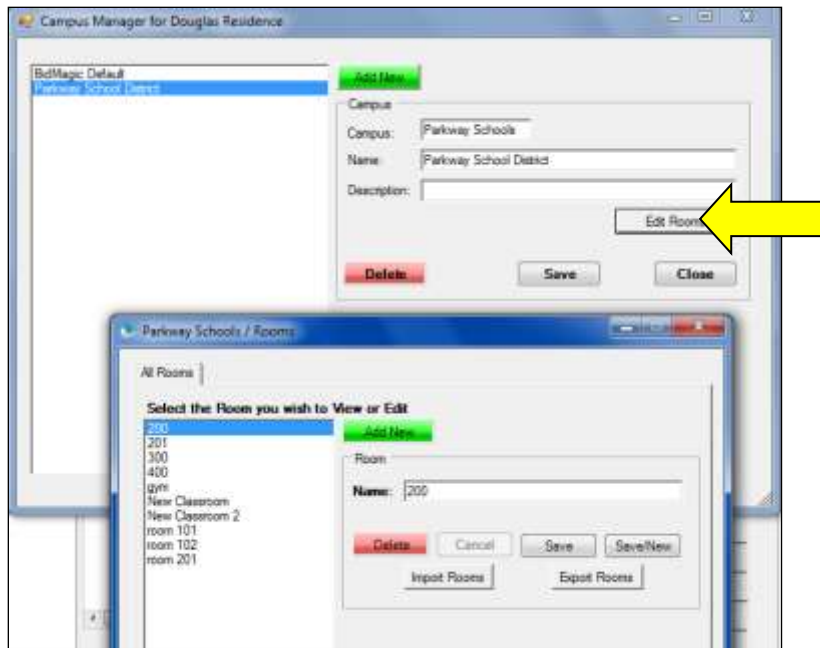 Campus Manager for Douglas Residence
BidMagic Default
Parkway School District
Add New
Campus
Campus: Parkway Schools
Name: Parkway School District
Description:
Edit Rooms
Delete Save Close
Parkway Schools / Rooms
All Rooms
Select the Room you wish to View or Edit
200
201
300
400
gym
New Classroom
New Classroom 2
room 101
room 102
room 201
Add New
Room
Name: 200
Delete Cancel Save Save/New
Import Rooms Export Rooms